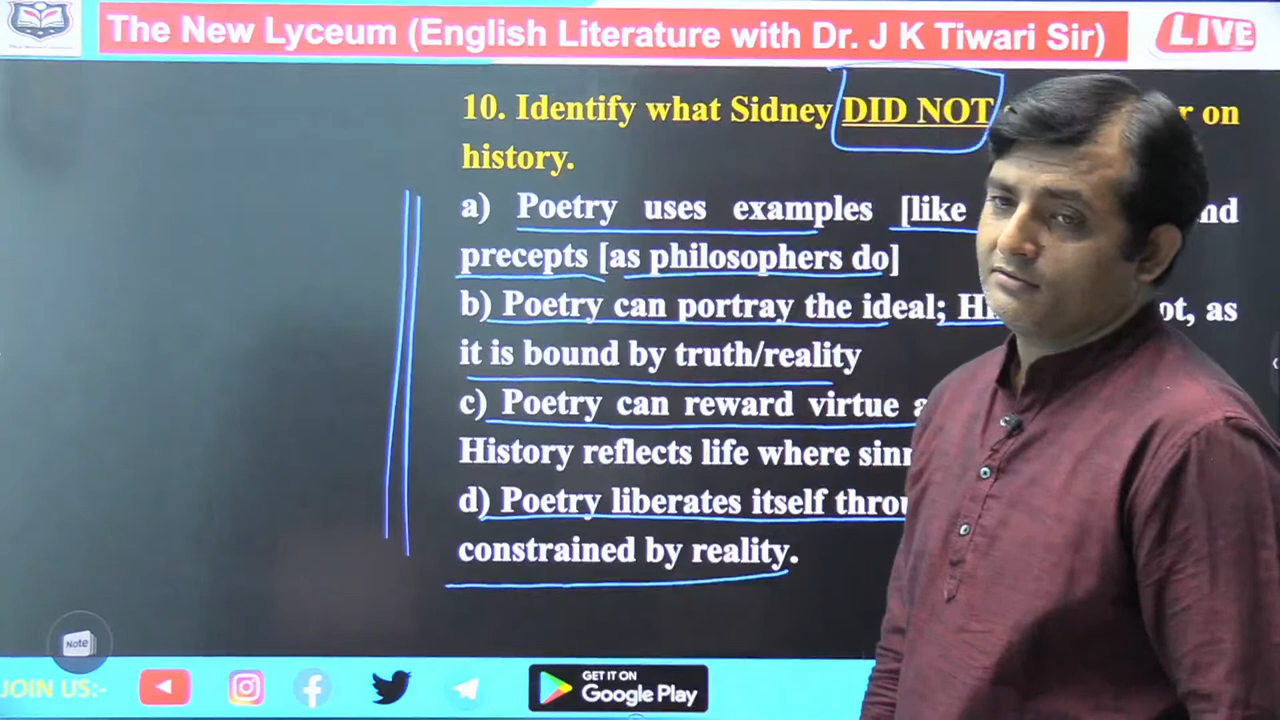 The New Lyceum (English Literature with Dr. J K Tiwari Sir)
LIVE
10. Identify what Sidney DID NOT on
history.
a) Poetry uses examples [like
precepts [as philosophers do]
b) Poetry can portray the ideal; as
it is bound by truth/reality
c) Poetry can reward virtue
History reflects life where
d) Poetry liberates itself
constrained by reality.
Note
JOIN US:-
GET IT ON
Google Play